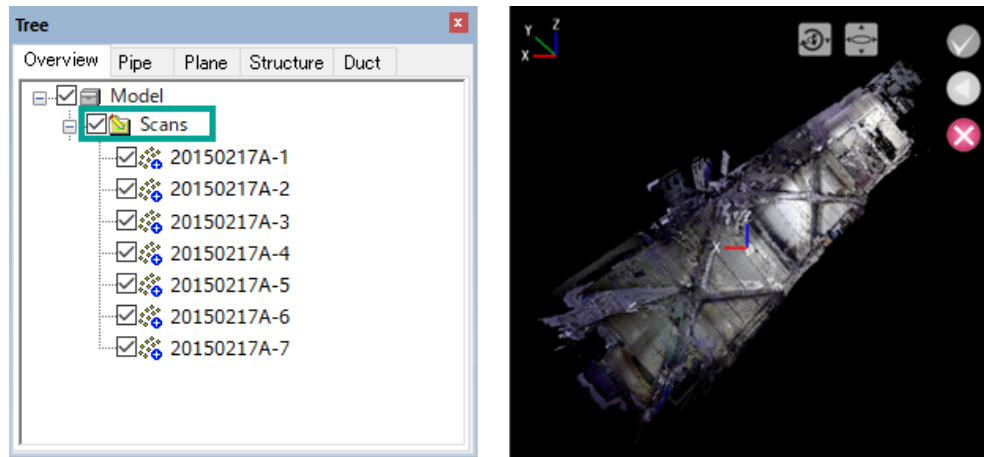 Tree
Overview Pipe Plane Structure Duct
Model
Scans
20150217A-1
20150217A-2
20150217A-3
20150217A-4
20150217A-5
20150217A-6
20150217A-7
Y Z
X
X